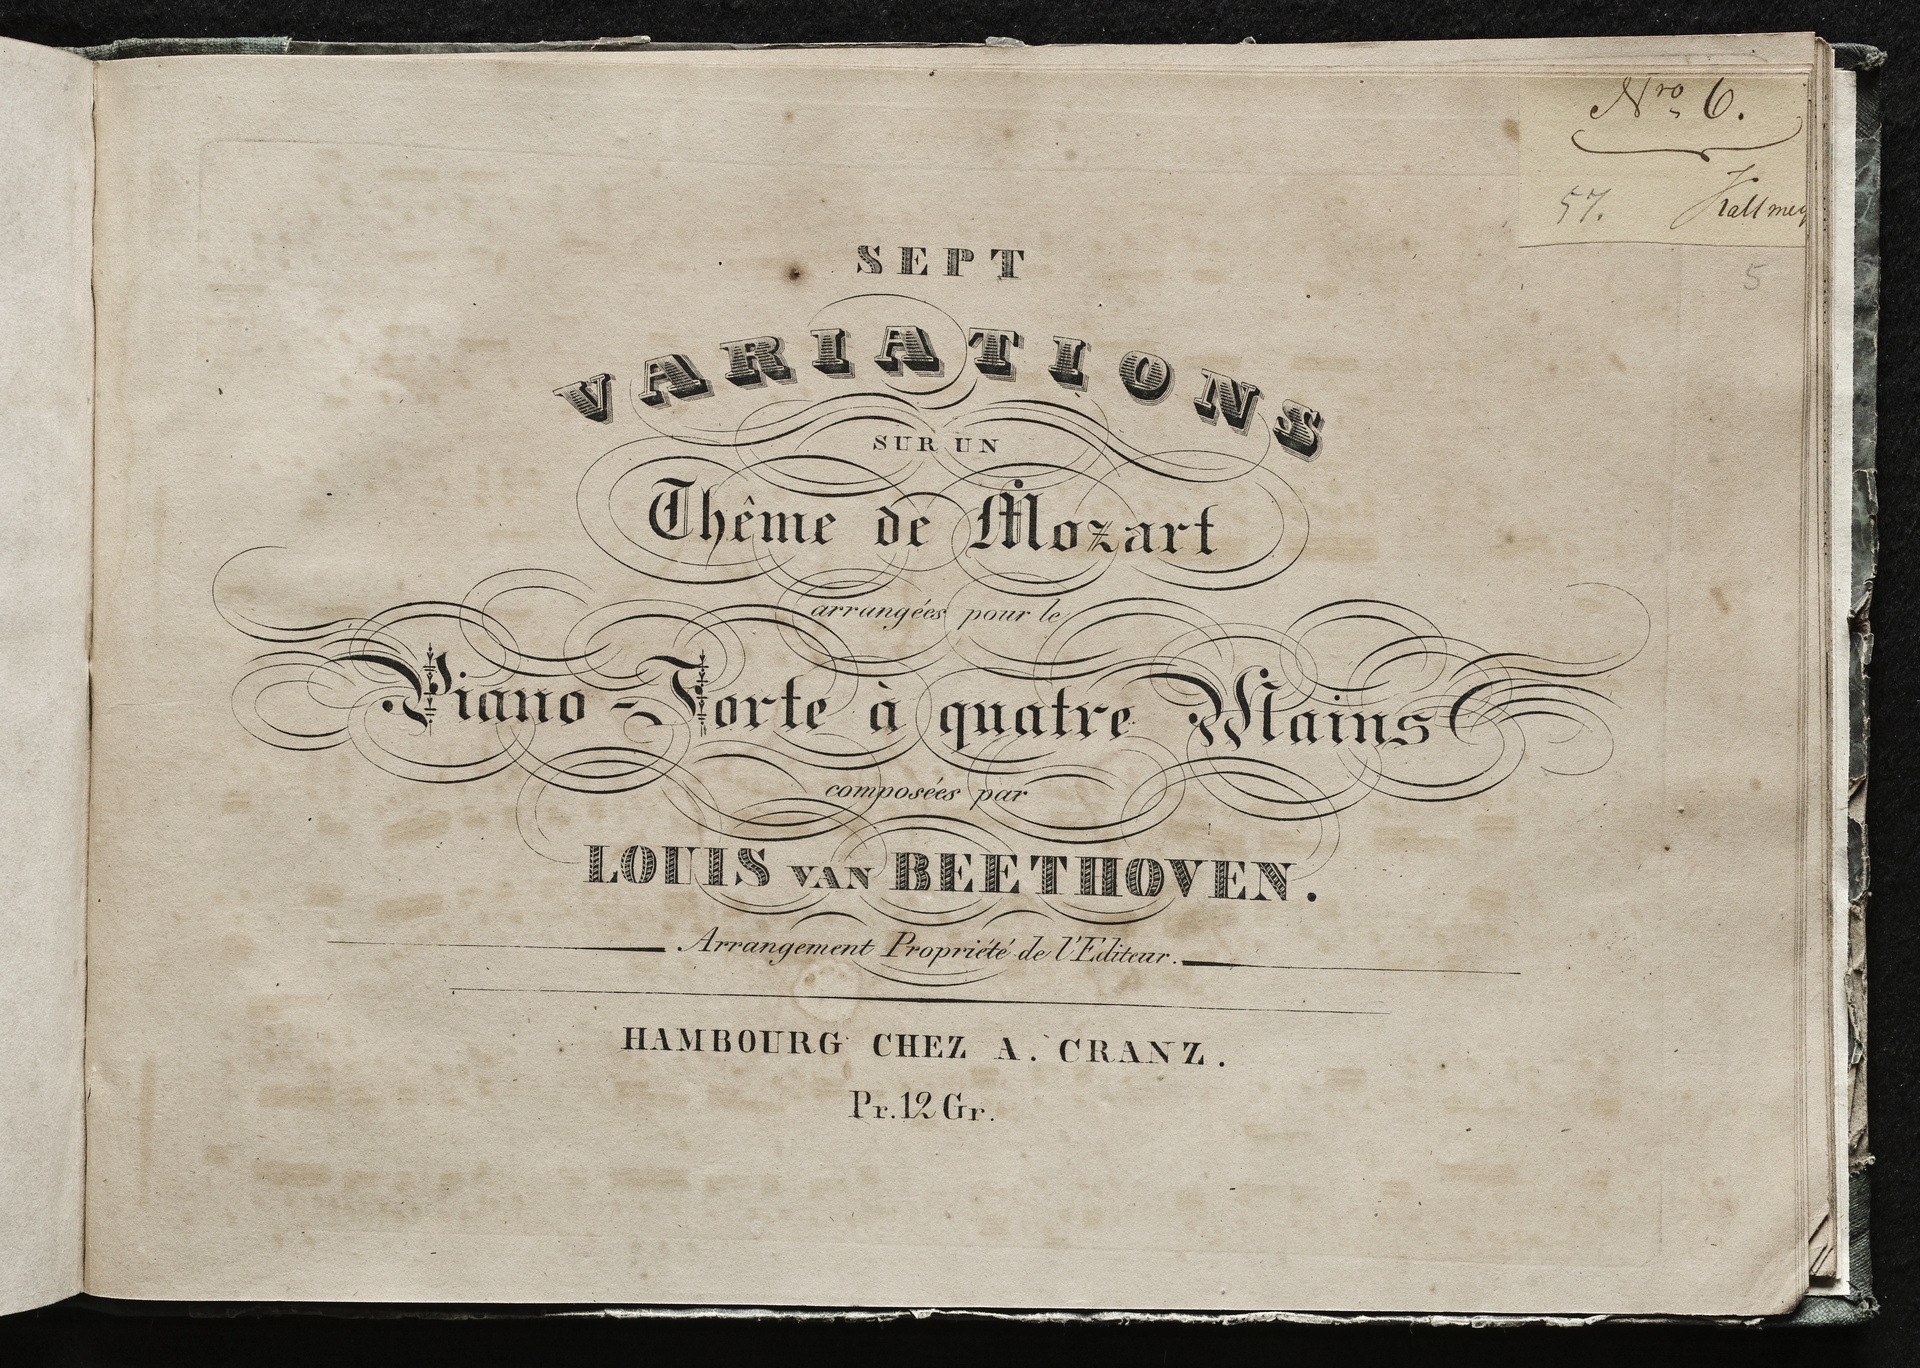 Nro 6.
57.
5
SEPT
VARIATIONS
SUR UN
Thême de Mozart
arrangées pour le
Piano-Forte à quatre Mains
composées par
LOUIS VAN BEETHOVEN.
Arrangement Propriété de l'Editeur.
HAMBOURG CHEZ A. CRANZ.
Pr. 12 Gr.